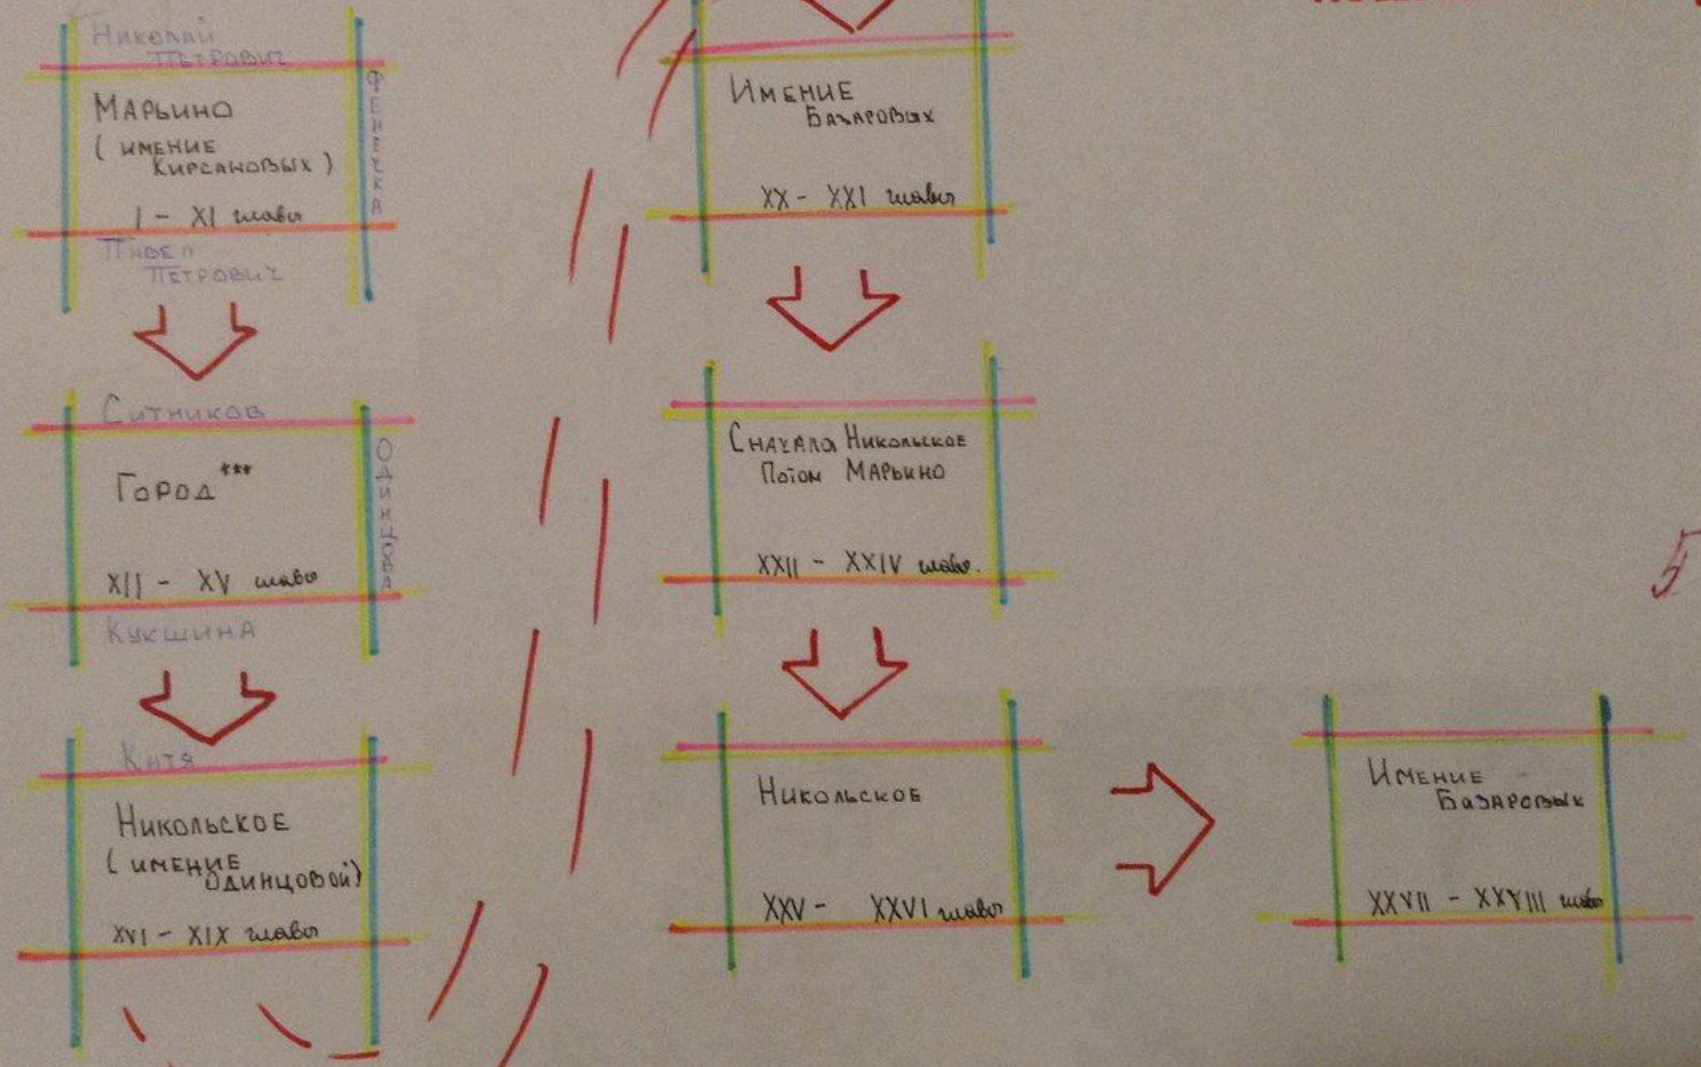 Николай
Петрович
Марьино
(имение
Кирсановых)
I - XI главы
Фенечка
Павел
Петрович
Ситников
Город ***
XII - XV главы
Одинцова
Кукшина
Катя
Никольское
(имение
Одинцовой)
XVI - XIX главы
Имение
Базаровых
XX - XXI главы
Сначала Никольское
Потом Марьино
XXII - XXIV главы.
Никольское
XXV - XXVI главы
Имение
Базаровых
XXVII - XXVIII главы